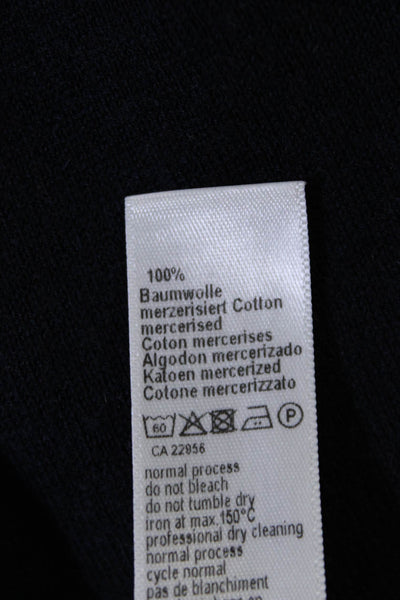 100%
Baumwolle
merzerisiert Cotton
mercerised
Coton mercerises
Algodon mercerizado
Katoen mercerized
Cotone mercerizzato
60 P
CA 22956
normal process
do not bleach
do not tumble dry
iron at max.150°C
professional dry cleaning
normal process
cycle normal
pas de blanchiment